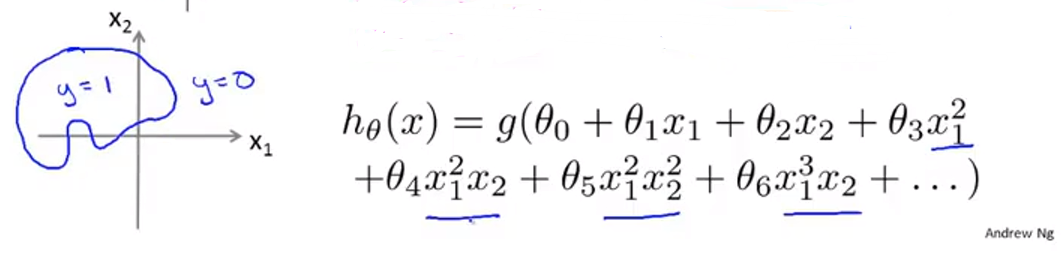 x₂
y = 1
y = 0
x₁
hθ(x) = g(θ₀ + θ₁x₁ + θ₂x₂ + θ₃x₁²
+θ₄x₁²x₂ + θ₅x₁²x₂² + θ₆x₁³x₂ + . . . )
Andrew Ng